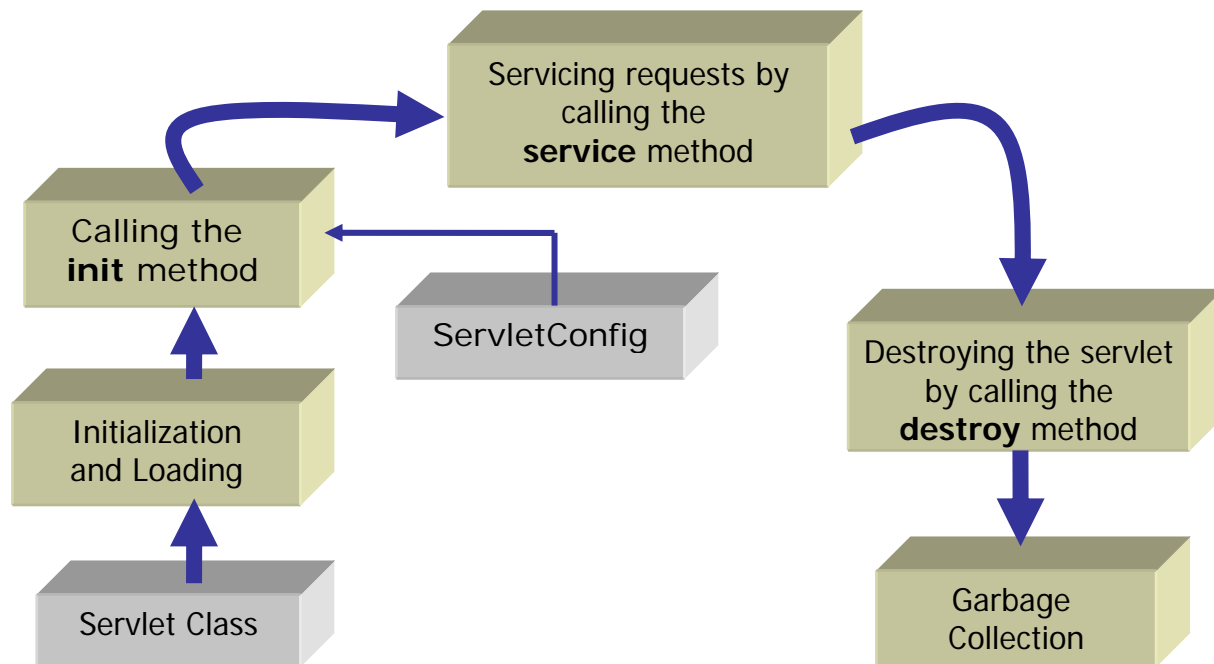 Servicing requests by
calling the
service method
Calling the
init method
ServletConfig
Destroying the servlet
by calling the
destroy method
Initialization
and Loading
Servlet Class
Garbage
Collection